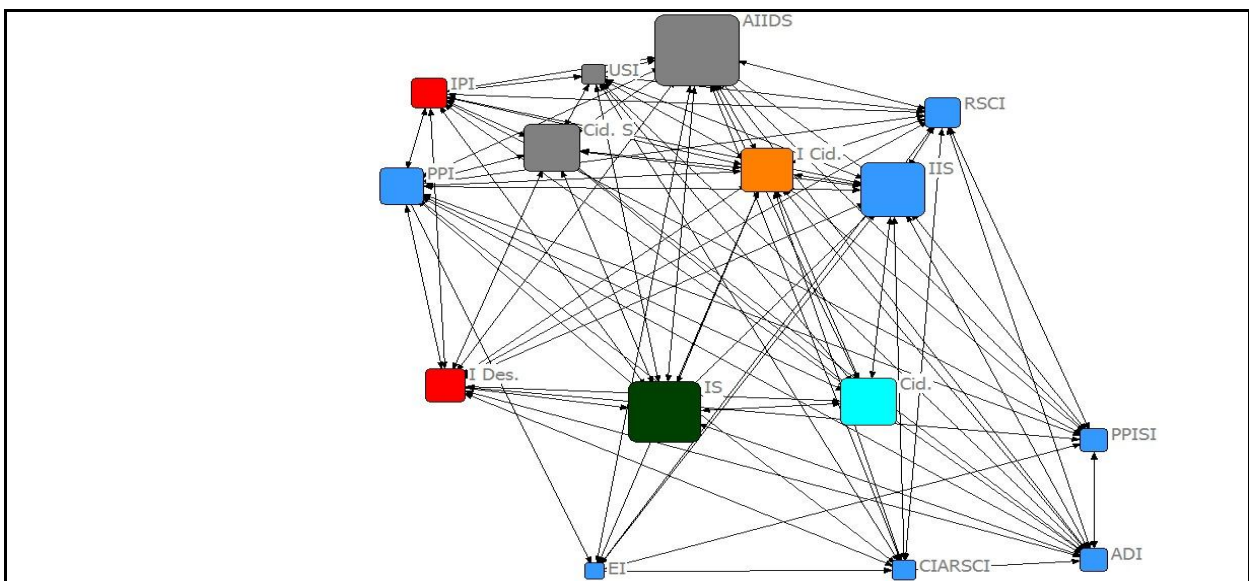 AIIDS
USI
IPI
RSCI
Cid. S
I Cid.
IIS
PPI
I Des.
IS
Cid.
PPISI
EI
CIARSCI
ADI